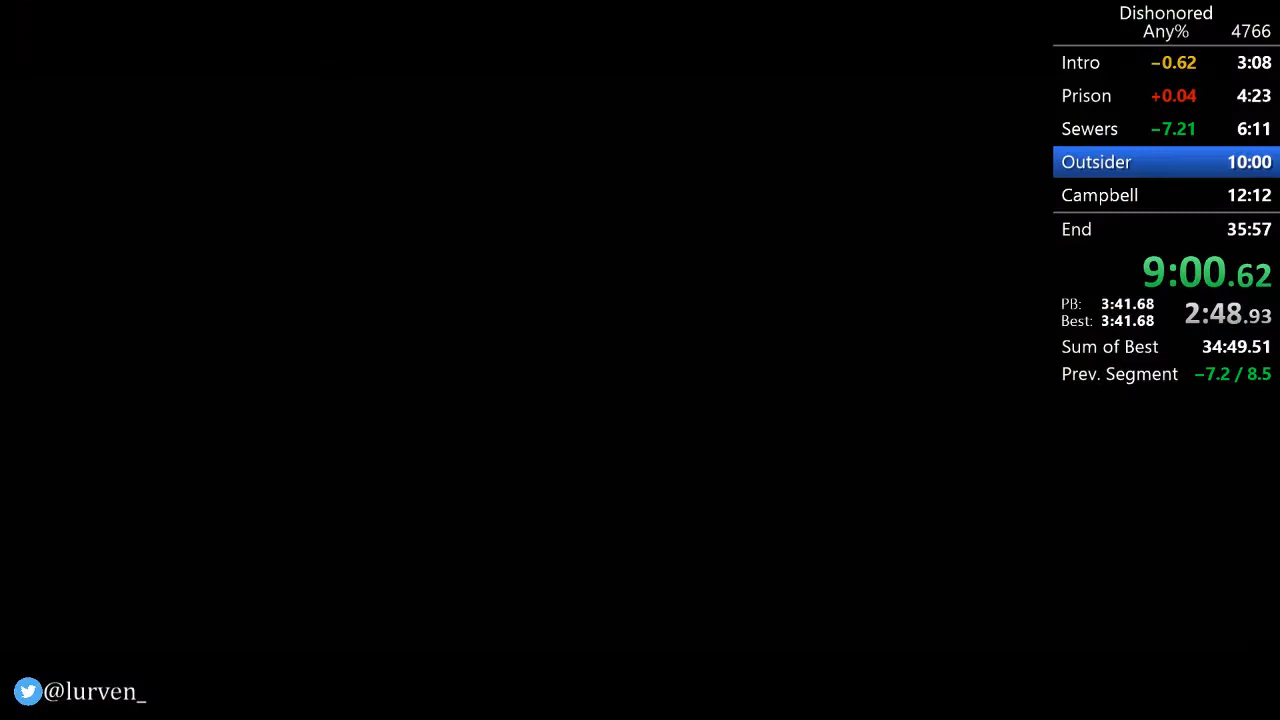 Dishonored
Any% 4766
Intro −0.62 3:08
Prison +0.04 4:23
Sewers −7.21 6:11
Outsider 10:00
Campbell 12:12
End 35:57
9:00.62
PB: 3:41.68
Best: 3:41.68
2:48.93
Sum of Best 34:49.51
Prev. Segment −7.2 / 8.5
@lurven_